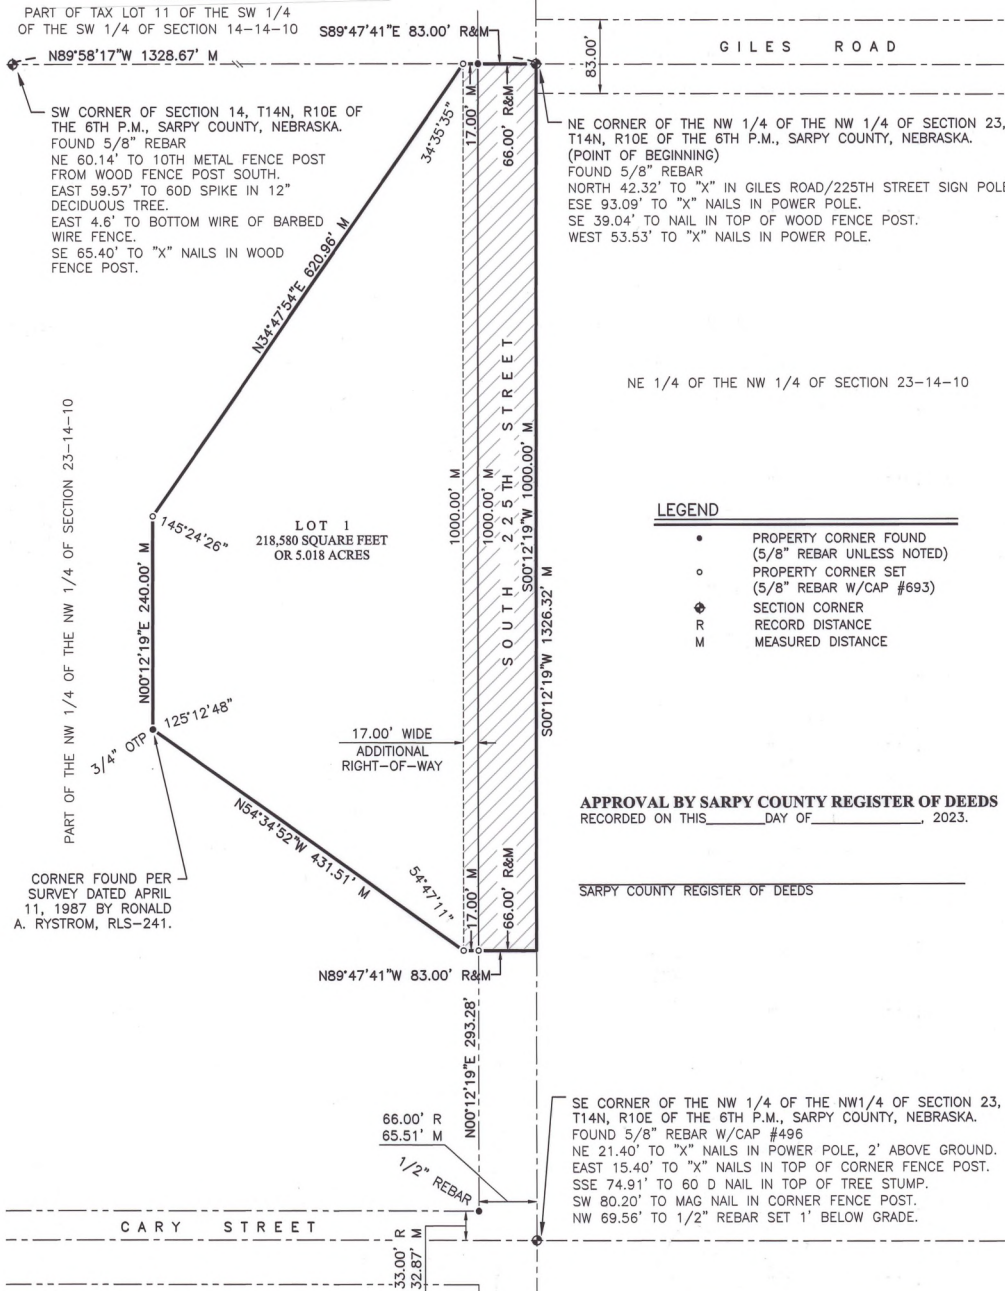 PART OF TAX LOT 11 OF THE SW 1/4
OF THE SW 1/4 OF SECTION 14-14-10
S89°47'41"E 83.00' R&M
N89°58'17"W 1328.67' M
83.00'
GILES ROAD
SW CORNER OF SECTION 14, T14N, R10E OF
THE 6TH P.M., SARPY COUNTY, NEBRASKA.
FOUND 5/8" REBAR
NE 60.14' TO 10TH METAL FENCE POST
FROM WOOD FENCE POST SOUTH.
EAST 59.57' TO 60D SPIKE IN 12"
DECIDUOUS TREE.
EAST 4.6' TO BOTTOM WIRE OF BARBED
WIRE FENCE.
SE 65.40' TO "X" NAILS IN WOOD
FENCE POST.
34°35'35"
17.00' M
66.00' R&M
NE CORNER OF THE NW 1/4 OF THE NW 1/4 OF SECTION 23,
T14N, R10E OF THE 6TH P.M., SARPY COUNTY, NEBRASKA.
(POINT OF BEGINNING)
FOUND 5/8" REBAR
NORTH 42.32' TO "X" IN GILES ROAD/225TH STREET SIGN POLE
ESE 93.09' TO "X" NAILS IN POWER POLE.
SE 39.04' TO NAIL IN TOP OF WOOD FENCE POST.
WEST 53.53' TO "X" NAILS IN POWER POLE.
N34°47'54"E 620.96' M
NE 1/4 OF THE NW 1/4 OF SECTION 23-14-10
PART OF THE NW 1/4 OF THE NW 1/4 OF SECTION 23-14-10
SOUTH 225TH STREET
1000.00' M
1000.00' M
S00°12'19"W 1000.00' M
S00°12'19"W 1326.32' M
LEGEND
PROPERTY CORNER FOUND
(5/8" REBAR UNLESS NOTED)
PROPERTY CORNER SET
(5/8" REBAR W/CAP #693)
SECTION CORNER
R RECORD DISTANCE
M MEASURED DISTANCE
145°24'26"
LOT 1
218,580 SQUARE FEET
OR 5.018 ACRES
N00°12'19"E 240.00' M
125°12'48"
3/4" OTP
17.00' WIDE
ADDITIONAL
RIGHT-OF-WAY
N54°34'52"W 431.51' M
54°47'11"
17.00' M
66.00' R&M
APPROVAL BY SARPY COUNTY REGISTER OF DEEDS
RECORDED ON THIS______DAY OF__________, 2023.
SARPY COUNTY REGISTER OF DEEDS
CORNER FOUND PER
SURVEY DATED APRIL
11, 1987 BY RONALD
A. RYSTROM, RLS-241.
N89°47'41"W 83.00' R&M
N00°12'19"E 293.28'
66.00' R
65.51' M
1/2" REBAR
SE CORNER OF THE NW 1/4 OF THE NW1/4 OF SECTION 23,
T14N, R10E OF THE 6TH P.M., SARPY COUNTY, NEBRASKA.
FOUND 5/8" REBAR W/CAP #496
NE 21.40' TO "X" NAILS IN POWER POLE, 2' ABOVE GROUND.
EAST 15.40' TO "X" NAILS IN TOP OF CORNER FENCE POST.
SSE 74.91' TO 60 D NAIL IN TOP OF TREE STUMP.
SW 80.20' TO MAG NAIL IN CORNER FENCE POST.
NW 69.56' TO 1/2" REBAR SET 1' BELOW GRADE.
CARY STREET
33.00' R
32.87' M